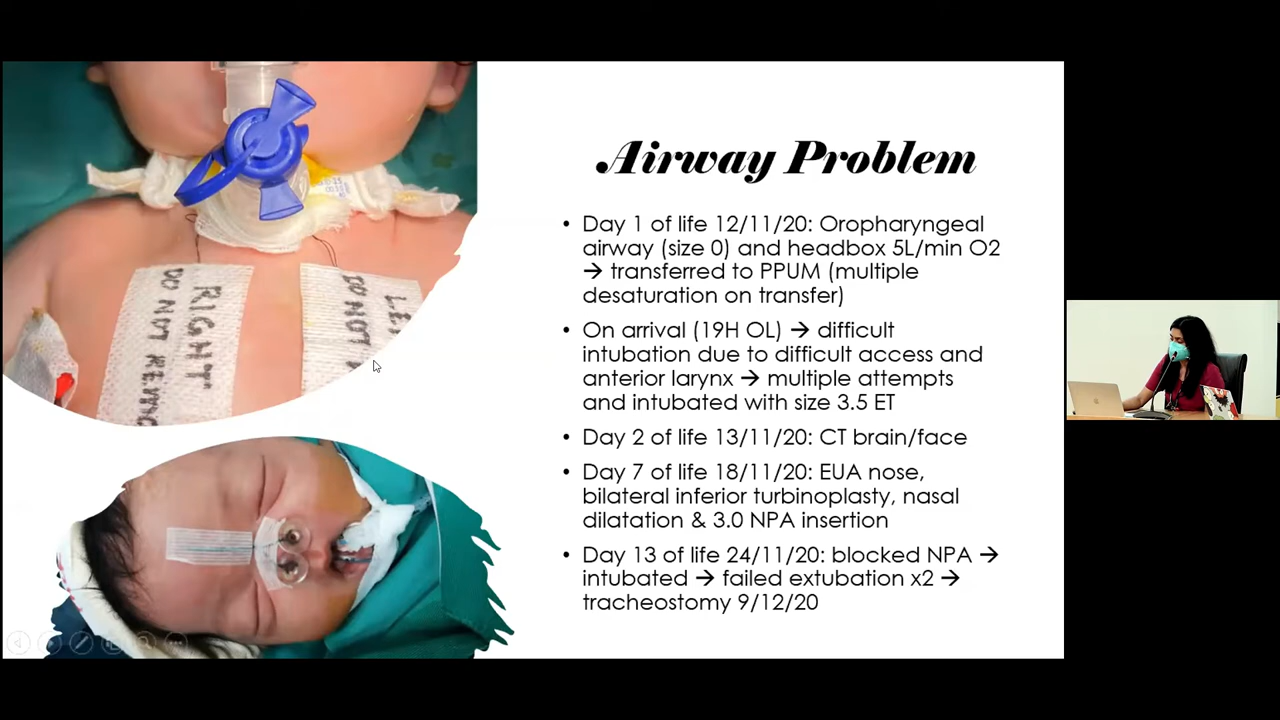 Airway Problem
• Day 1 of life 12/11/20: Oropharyngeal
airway (size 0) and headbox 5L/min O2
→ transferred to PPUM (multiple
desaturation on transfer)
• On arrival (19H OL) → difficult
intubation due to difficult access and
anterior larynx → multiple attempts
and intubated with size 3.5 ET
• Day 2 of life 13/11/20: CT brain/face
• Day 7 of life 18/11/20: EUA nose,
bilateral inferior turbinoplasty, nasal
dilatation & 3.0 NPA insertion
• Day 13 of life 24/11/20: blocked NPA →
intubated → failed extubation x2 →
tracheostomy 9/12/20
RIGHT
DO NOT
DO NOT